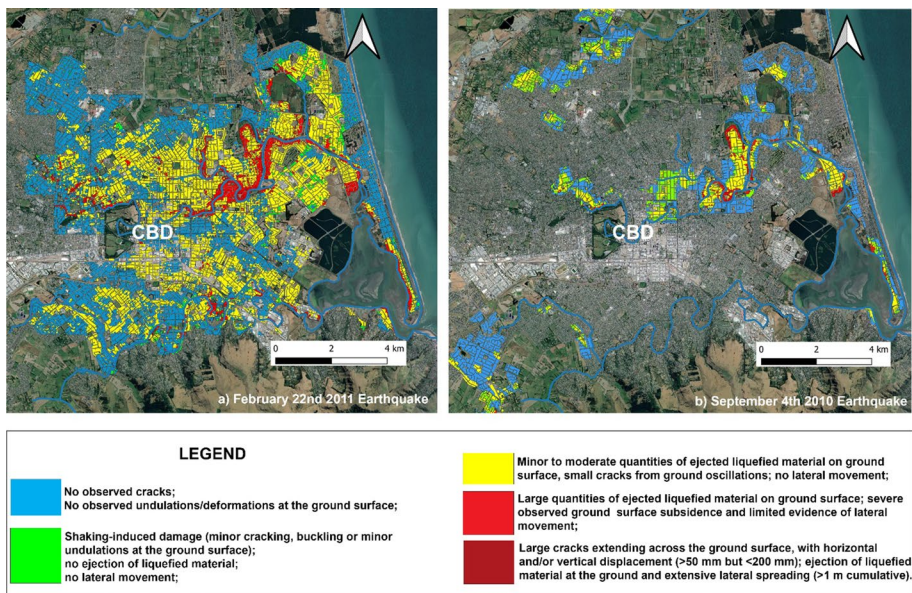 CBD
0 2 4 km
a) February 22nd 2011 Earthquake
CBD
0 2 4 km
b) September 4th 2010 Earthquake
LEGEND
No observed cracks;
No observed undulations/deformations at the ground surface;
Shaking-induced damage (minor cracking, buckling or minor
undulations at the ground surface);
no ejection of liquefied material;
no lateral movement;
Minor to moderate quantities of ejected liquefied material on ground
surface, small cracks from ground oscillations; no lateral movement;
Large quantities of ejected liquefied material on ground surface; severe
observed ground surface subsidence and limited evidence of lateral
movement;
Large cracks extending across the ground surface, with horizontal
and/or vertical displacement (>50 mm but <200 mm); ejection of liquefied
material at the ground and extensive lateral spreading (>1 m cumulative).